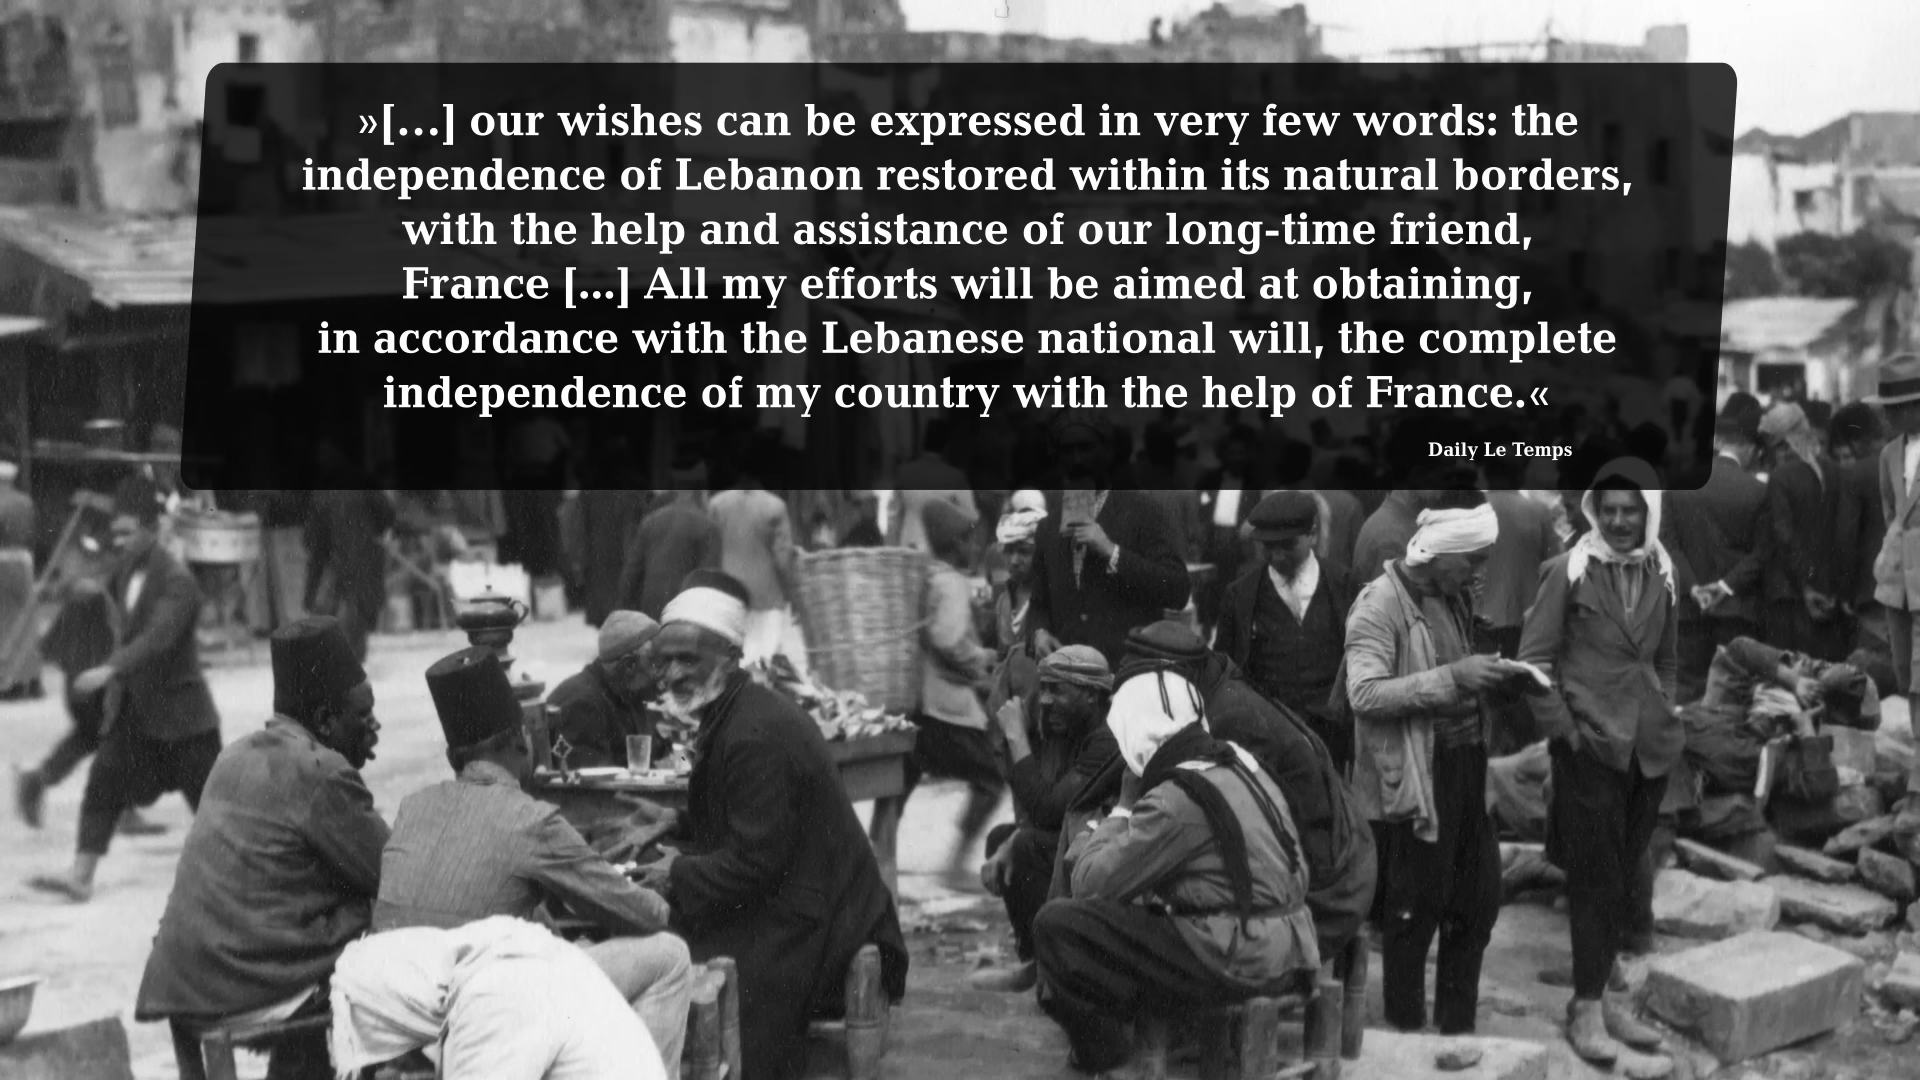 »[...] our wishes can be expressed in very few words: the
independence of Lebanon restored within its natural borders,
with the help and assistance of our long-time friend,
France [...] All my efforts will be aimed at obtaining,
in accordance with the Lebanese national will, the complete
independence of my country with the help of France.«
Daily Le Temps